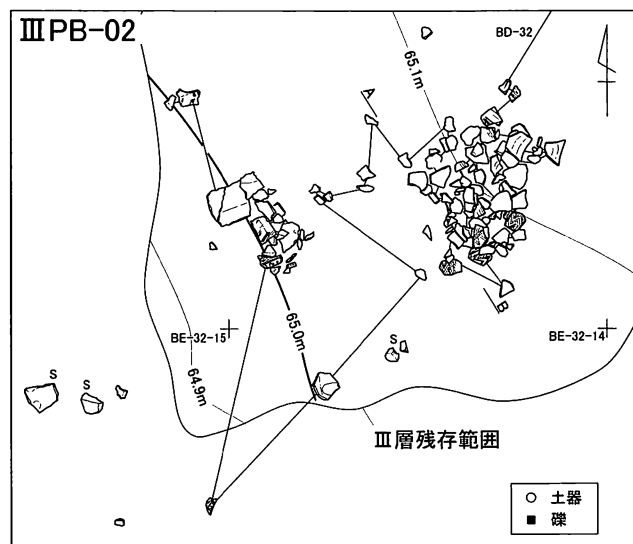 ⅢPB-02
BD-32
65.1m
A
B
BE-32-15
65.0m
S
BE-32-14
64.9m
S
S
Ⅲ層残存範囲
○ 土器
■ 礫